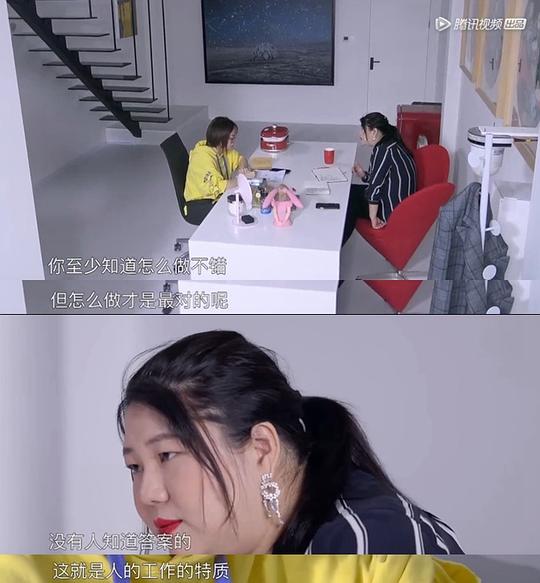 腾讯视频 出品
你至少知道怎么做不错
但怎么做才是最对的呢
没有人知道答案的
这就是人的工作的特质